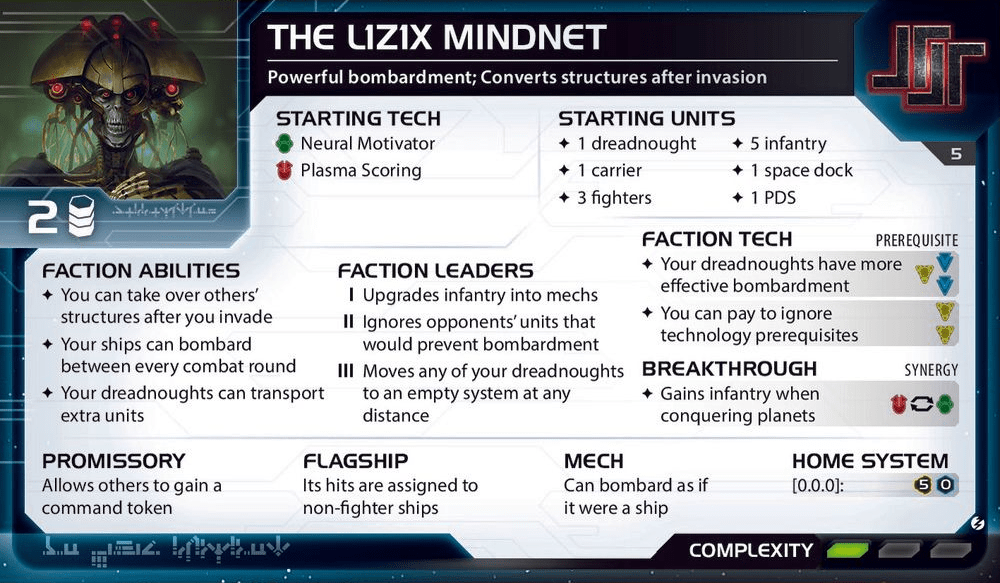 THE L1Z1X MINDNET
Powerful bombardment; Converts structures after invasion
5
2
STARTING TECH
Neural Motivator
Plasma Scoring
STARTING UNITS
1 dreadnought
1 carrier
3 fighters
5 infantry
1 space dock
1 PDS
FACTION ABILITIES
You can take over others'
structures after you invade
Your ships can bombard
between every combat round
Your dreadnoughts can transport
extra units
FACTION LEADERS
I Upgrades infantry into mechs
II Ignores opponents' units that
would prevent bombardment
III Moves any of your dreadnoughts
to an empty system at any
distance
FACTION TECH PREREQUISITE
Your dreadnoughts have more
effective bombardment
You can pay to ignore
technology prerequisites
BREAKTHROUGH SYNERGY
Gains infantry when
conquering planets
PROMISSORY
Allows others to gain a
command token
FLAGSHIP
Its hits are assigned to
non-fighter ships
MECH
Can bombard as if
it were a ship
HOME SYSTEM
[0.0.0]: 5 0
COMPLEXITY